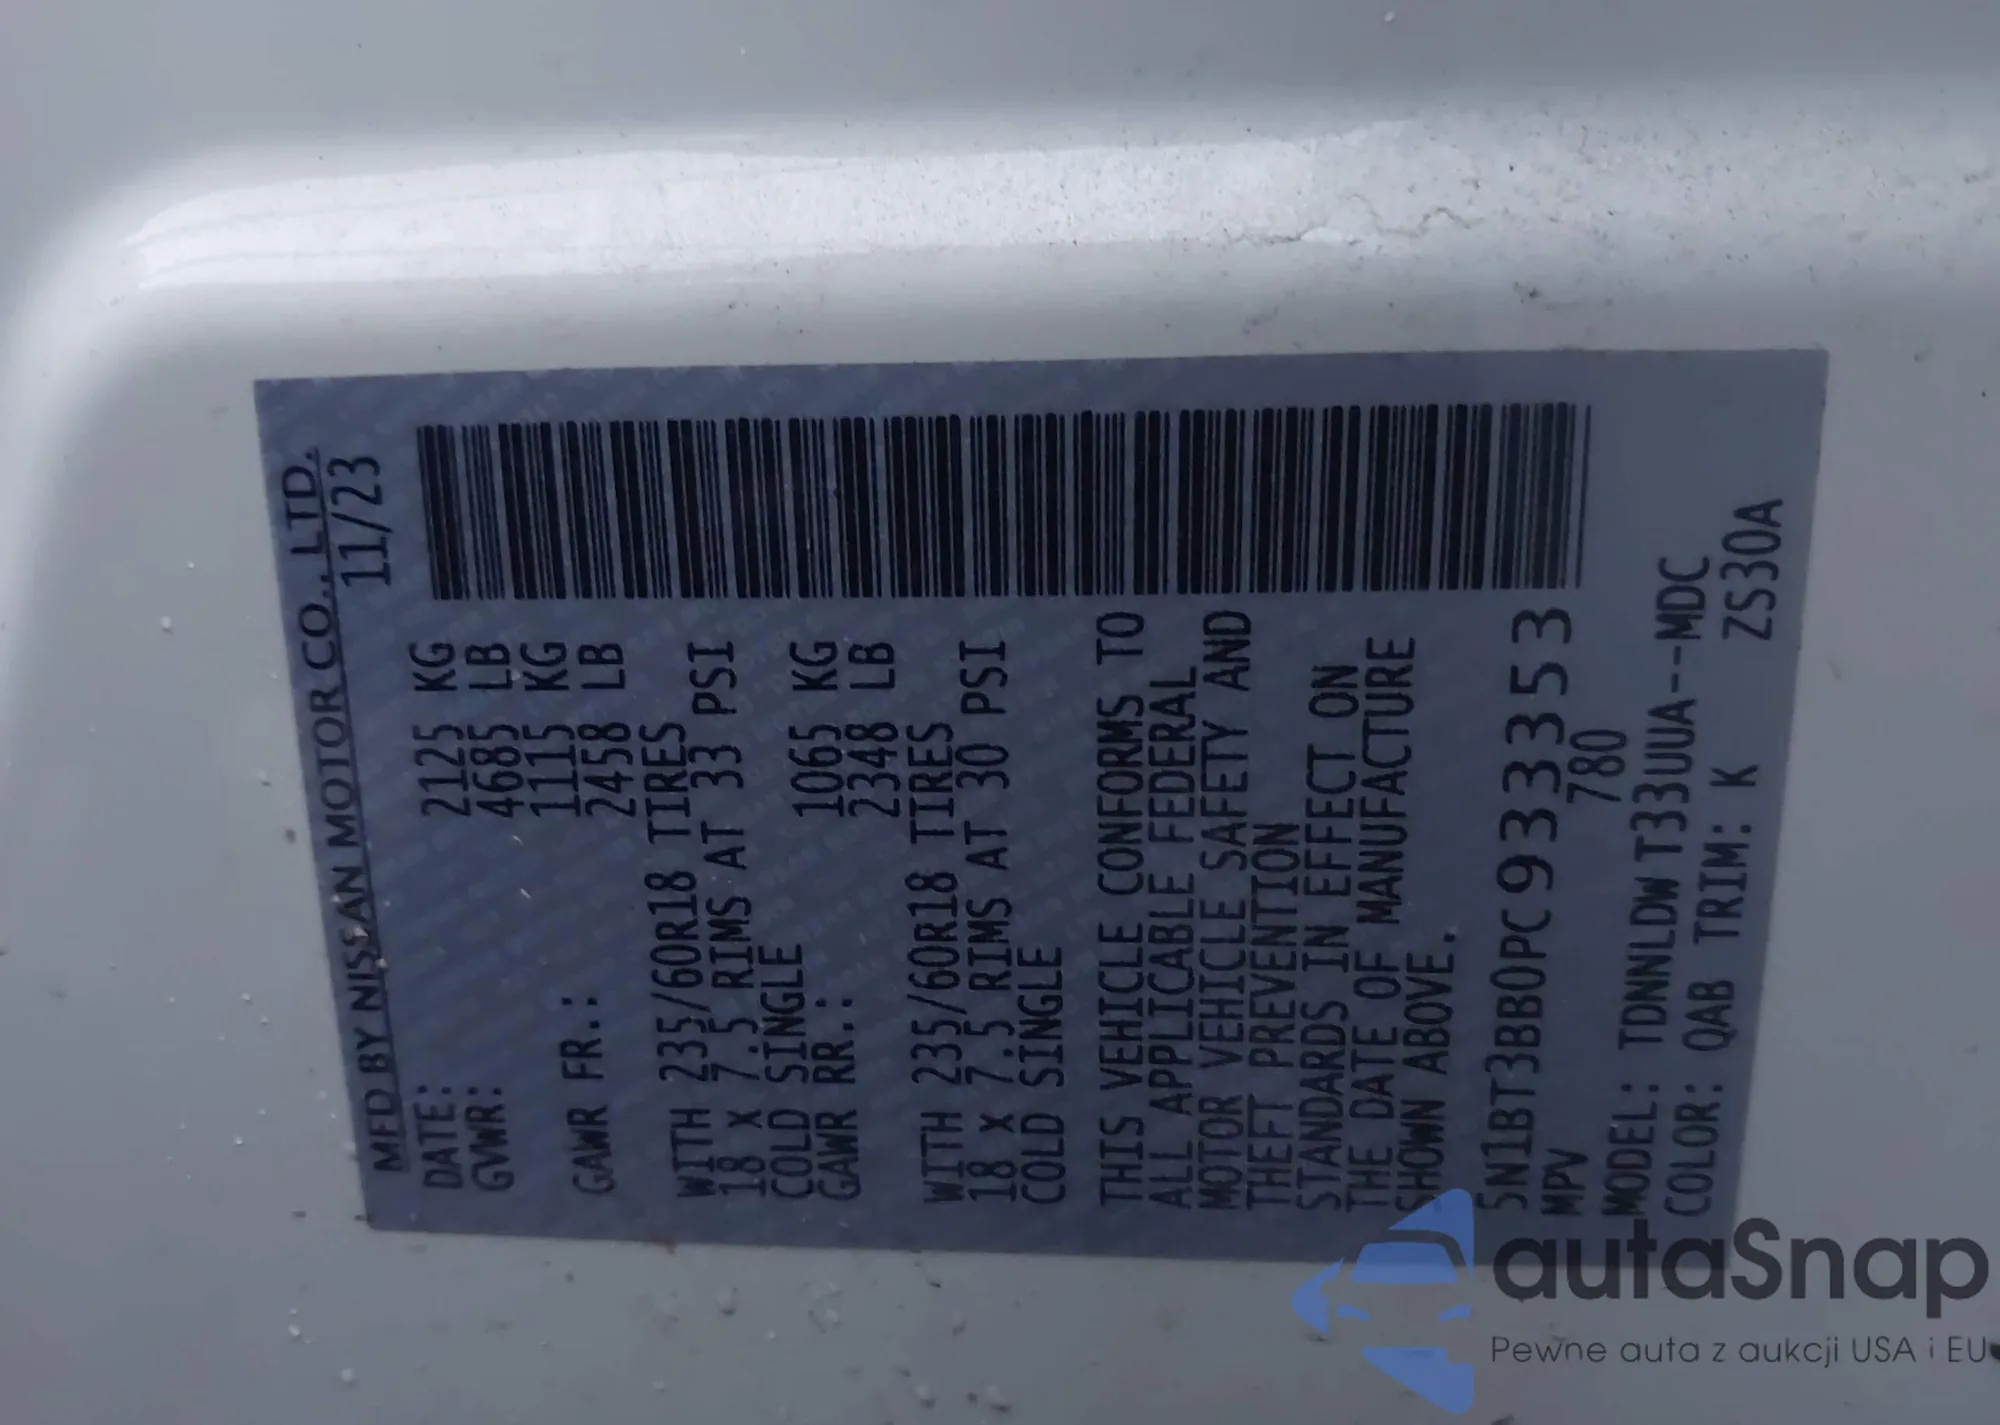 MFD BY NISSAN MOTOR CO., LTD.
DATE: 11/23
GVWR: 2125 KG
4685 LB
GAWR FR.: 1115 KG
2458 LB
WITH 235/60R18 TIRES
18 x 7.5 RIMS AT 33 PSI
COLD SINGLE
GAWR RR.: 1065 KG
2348 LB
WITH 235/60R18 TIRES
18 x 7.5 RIMS AT 30 PSI
COLD SINGLE
THIS VEHICLE CONFORMS TO
ALL APPLICABLE FEDERAL
MOTOR VEHICLE SAFETY AND
THEFT PREVENTION
STANDARDS IN EFFECT ON
THE DATE OF MANUFACTURE
SHOWN ABOVE.
5N1BT3BB0PC933353
MPV 780
MODEL: TDNNLDW T33UUA--MDC
COLOR: QAB TRIM: K ZS30A
autaSnap
Pewne auta z aukcji USA i EU